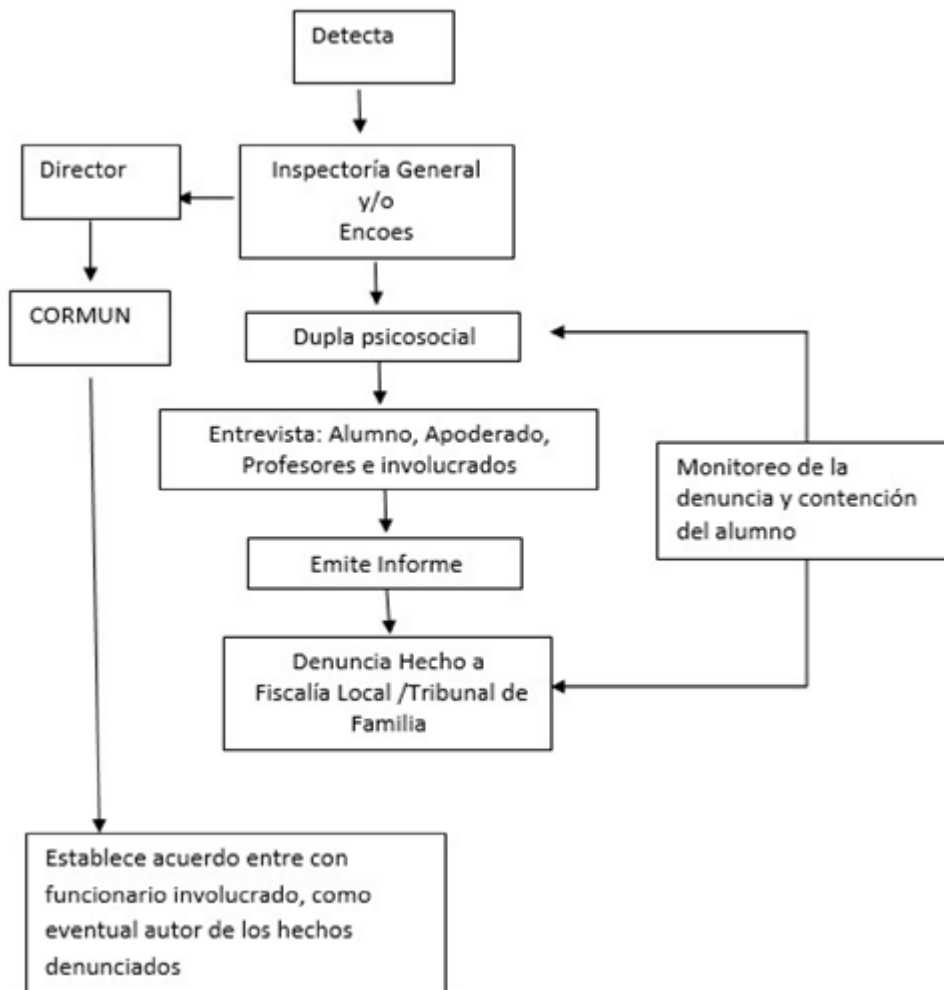 Detecta
Director
Inspectoría General
y/o
Encoes
CORMUN
Dupla psicosocial
Entrevista: Alumno, Apoderado,
Profesores e involucrados
Monitoreo de la
denuncia y contención
del alumno
Emite Informe
Denuncia Hecho a
Fiscalía Local /Tribunal de
Familia
Establece acuerdo entre con
funcionario involucrado, como
eventual autor de los hechos
denunciados